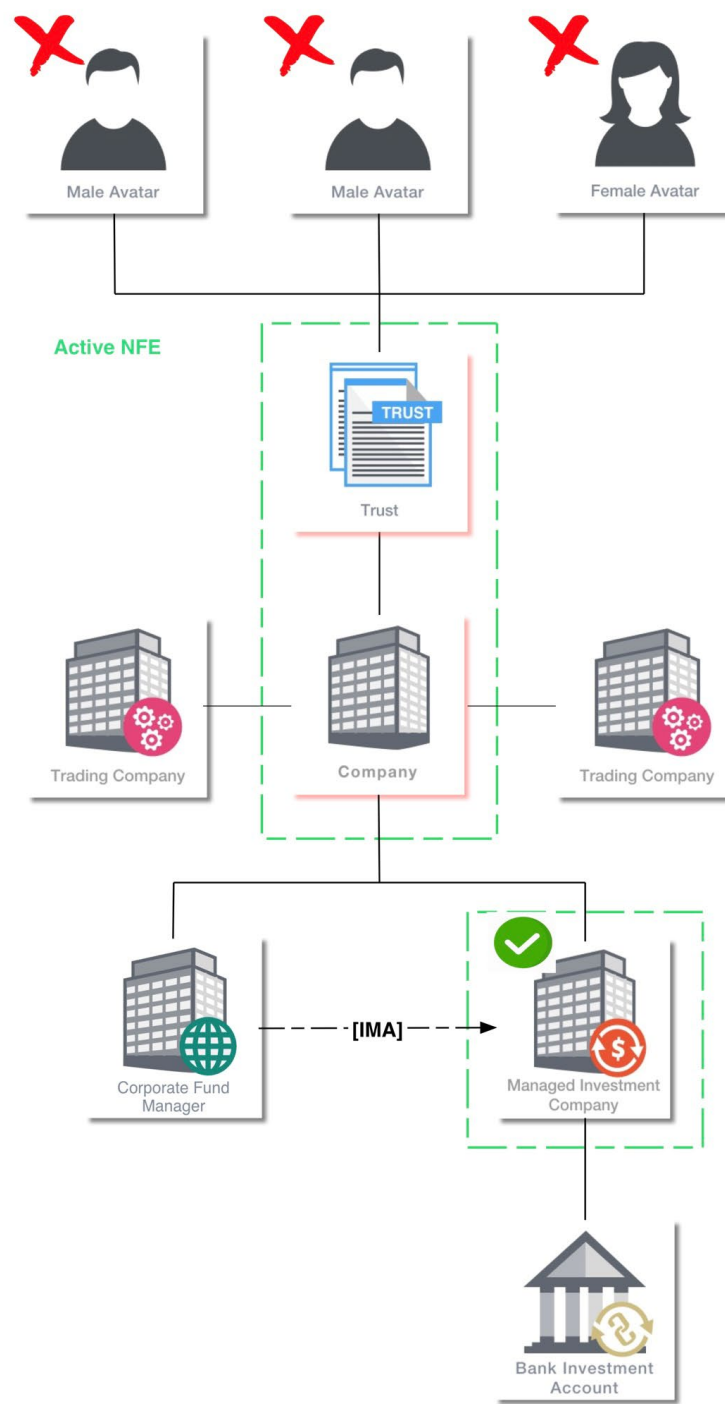 Male Avatar
Male Avatar
Female Avatar
Active NFE
TRUST
Trust
Trading Company
Company
Trading Company
Corporate Fund
Manager
[IMA]
$
Managed Investment
Company
Bank Investment
Account